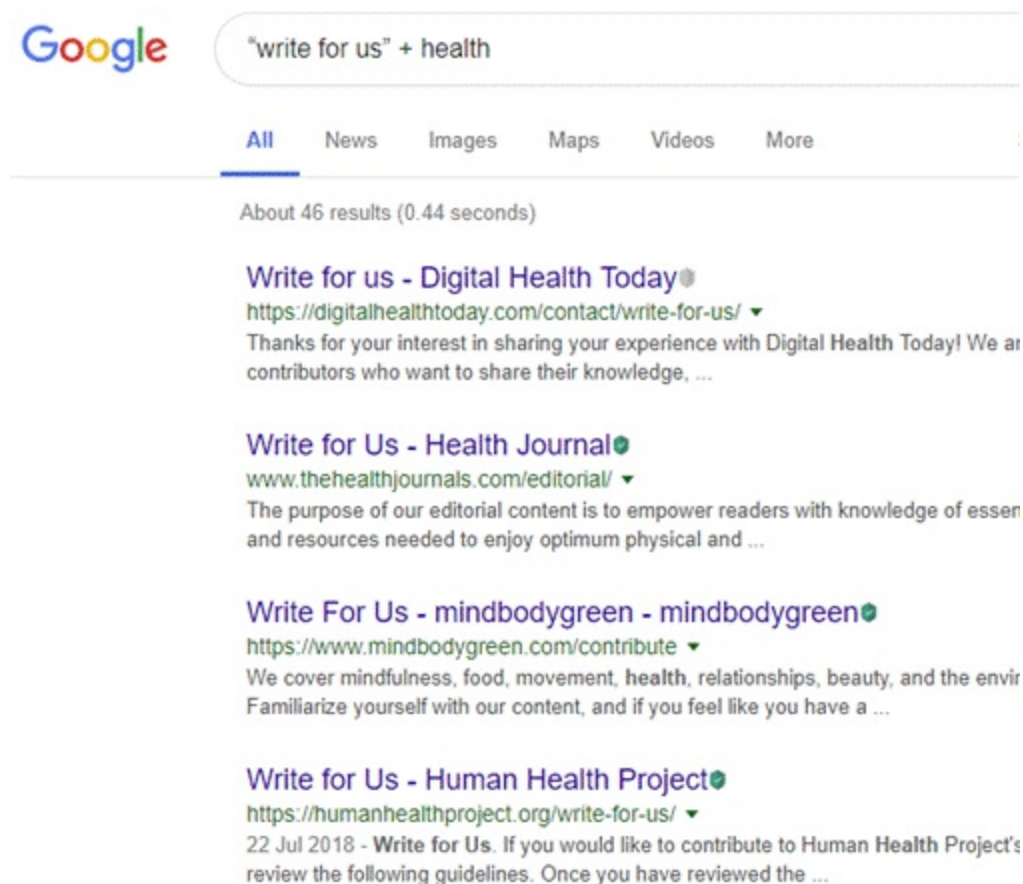 Google
“write for us” + health
All News Images Maps Videos More
About 46 results (0.44 seconds)
Write for us - Digital Health Today
https://digitalhealthtoday.com/contact/write-for-us/
Thanks for your interest in sharing your experience with Digital Health Today! We
contributors who want to share their knowledge, ...
Write for Us - Health Journal
www.thehealthjournals.com/editorial/
The purpose of our editorial content is to empower readers with knowledge of
and resources needed to enjoy optimum physical and ...
Write For Us - mindbodygreen - mindbodygreen
https://www.mindbodygreen.com/contribute
We cover mindfulness, food, movement, health, relationships, beauty, and the
Familiarize yourself with our content, and if you feel like you have a ...
Write for Us - Human Health Project
https://humanhealthproject.org/write-for-us/
22 Jul 2018 - Write for Us. If you would like to contribute to Human Health Project's
review the following guidelines. Once you have reviewed the ...